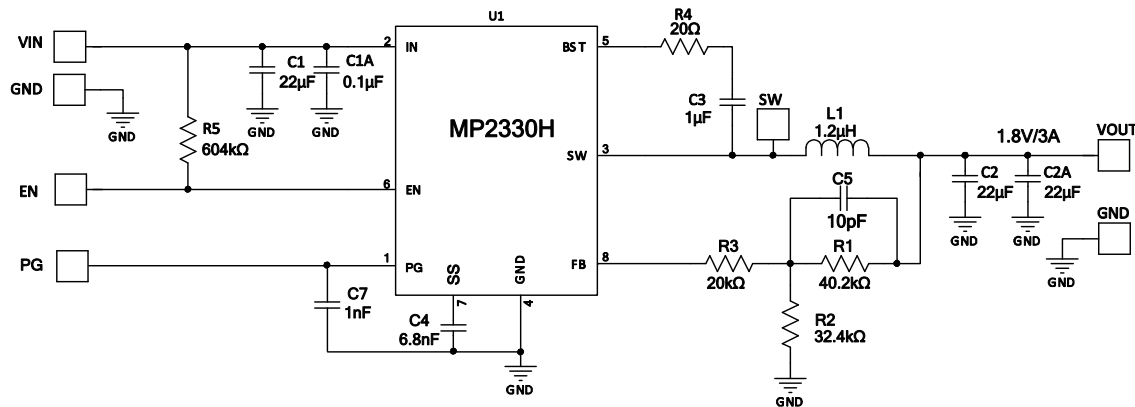 U1
VIN
2
IN
BST
5
R4
20Ω
C1
22µF
C1A
0.1µF
GND
GND
GND
GND
R5
604kΩ
MP2330H
C3
1µF
SW
L1
1.2µH
1.8V/3A
VOUT
SW
3
C2
22µF
C2A
22µF
EN
6
EN
C5
10pF
GND
GND
GND
GND
PG
1
PG
SS
GND
FB
8
R3
20kΩ
R1
40.2kΩ
C7
1nF
7
4
C4
6.8nF
R2
32.4kΩ
GND
GND